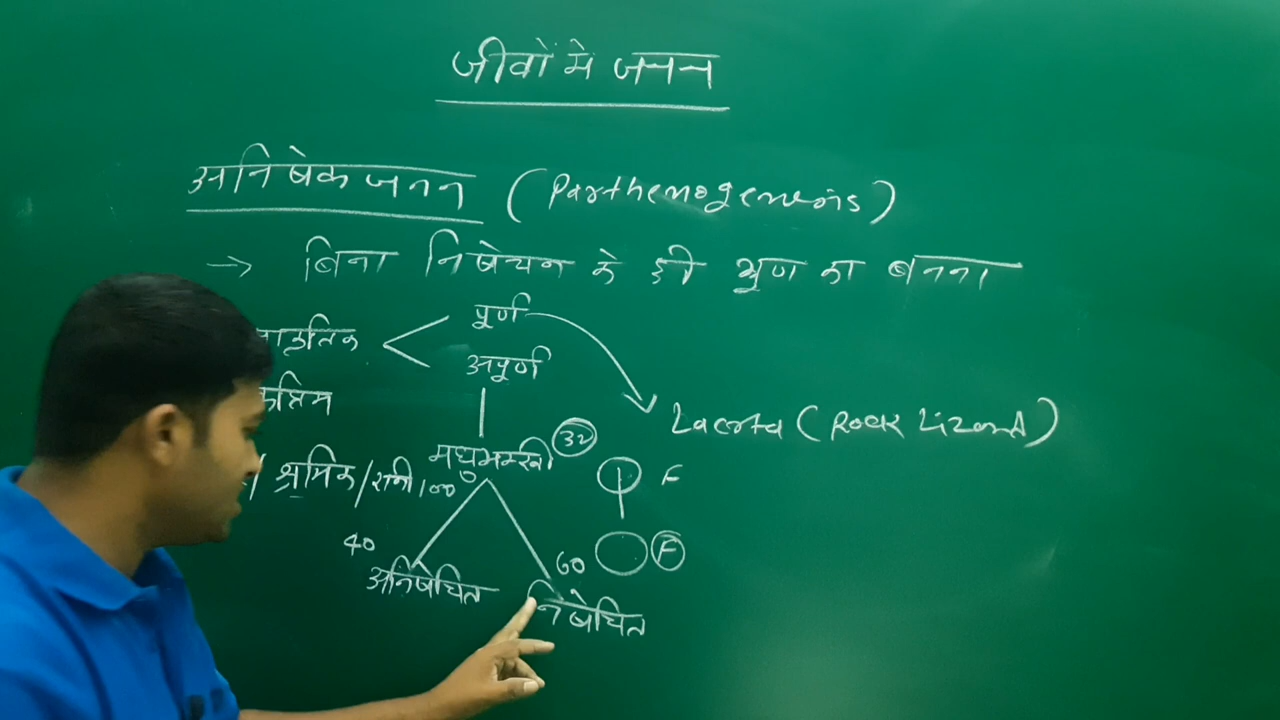 जीवों मे जनन
अनिषेक जनन (Parthenogenesis)
→ बिना निषेचन के ही भ्रुण का बनना
पूर्ण
अपूर्ण
Lacerta (Rock Lizard)
मधुमक्खी 32
श्रमिक / रानी 100
F
40
60 F
अनिषेचित
निषेचित